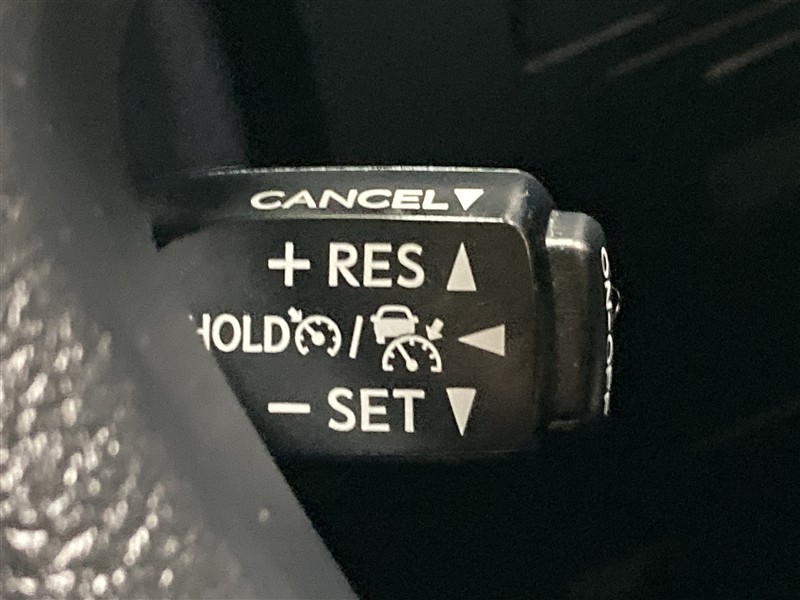 CANCEL▼
+ RES ▲
HOLD / ◀
− SET ▼